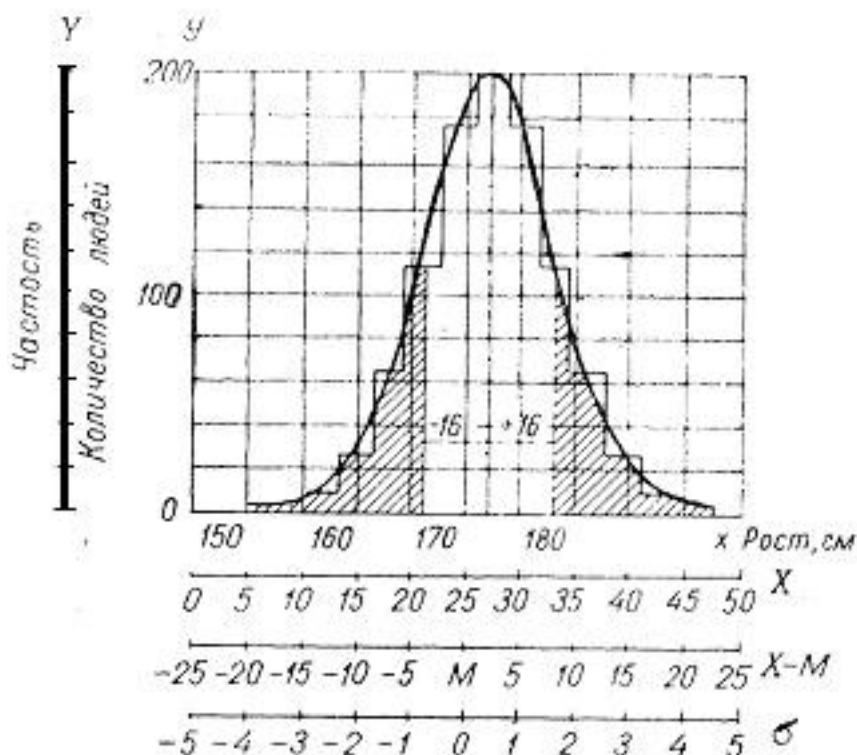 Y
y
200
100
0
Частость
Количество людей
-1б +1б
150 160 170 180 x Рост, см
0 5 10 15 20 25 30 35 40 45 50 X
-25 -20 -15 -10 -5 M 5 10 15 20 25 X-M
-5 -4 -3 -2 -1 0 1 2 3 4 5 σ